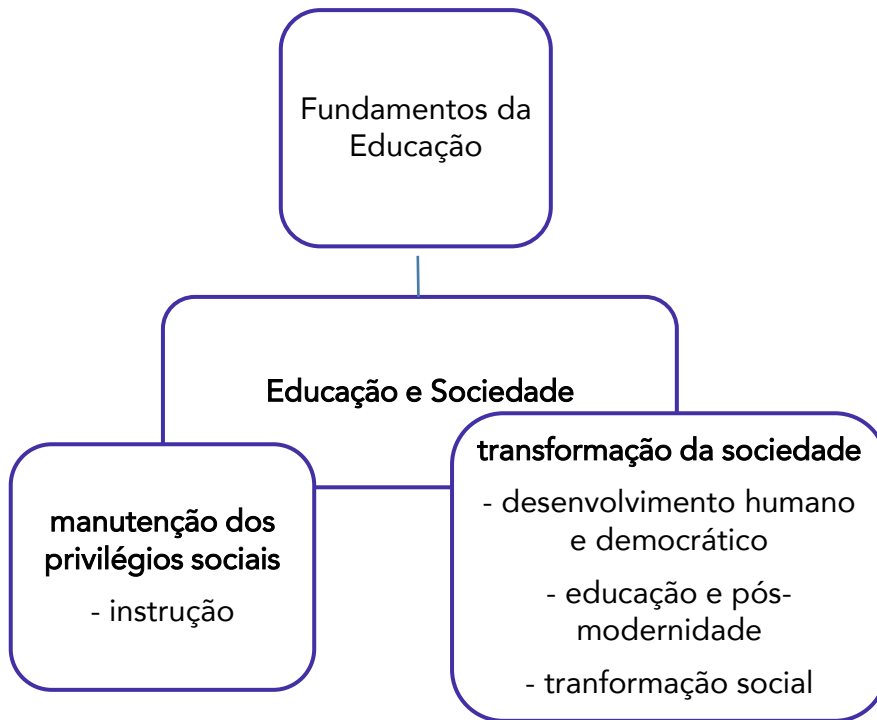 Fundamentos da
Educação
Educação e Sociedade
manutenção dos
privilégios sociais
- instrução
transformação da sociedade
- desenvolvimento humano
e democrático
- educação e pós-
modernidade
- tranformação social